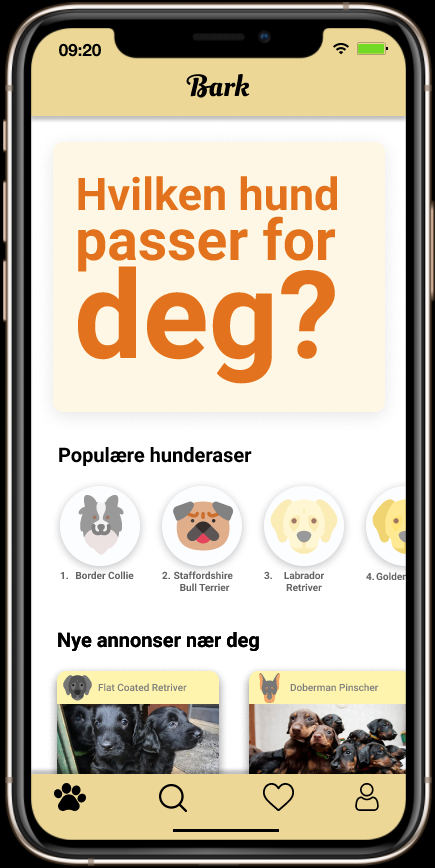 09:20
Bark
Hvilken hund
passer for
deg?
Populære hunderaser
1. Border Collie
2. Staffordshire
Bull Terrier
3. Labrador
Retriver
4. Golden
Nye annonser nær deg
Flat Coated Retriver
Doberman Pinscher